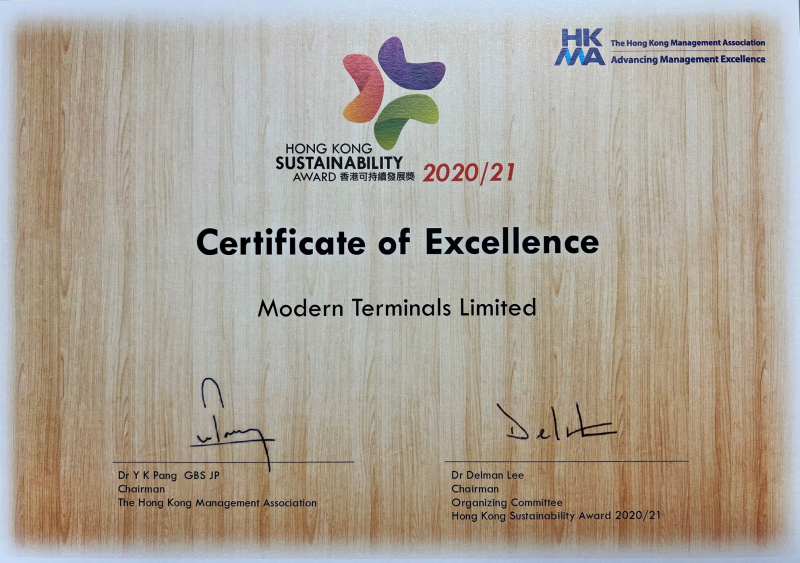 HKMA
The Hong Kong Management Association
Advancing Management Excellence
HONG KONG
SUSTAINABILITY
AWARD 香港可持續發展獎 2020/21
Certificate of Excellence
Modern Terminals Limited
Dr Y K Pang GBS JP
Chairman
The Hong Kong Management Association
Delman
Dr Delman Lee
Chairman
Organizing Committee
Hong Kong Sustainability Award 2020/21